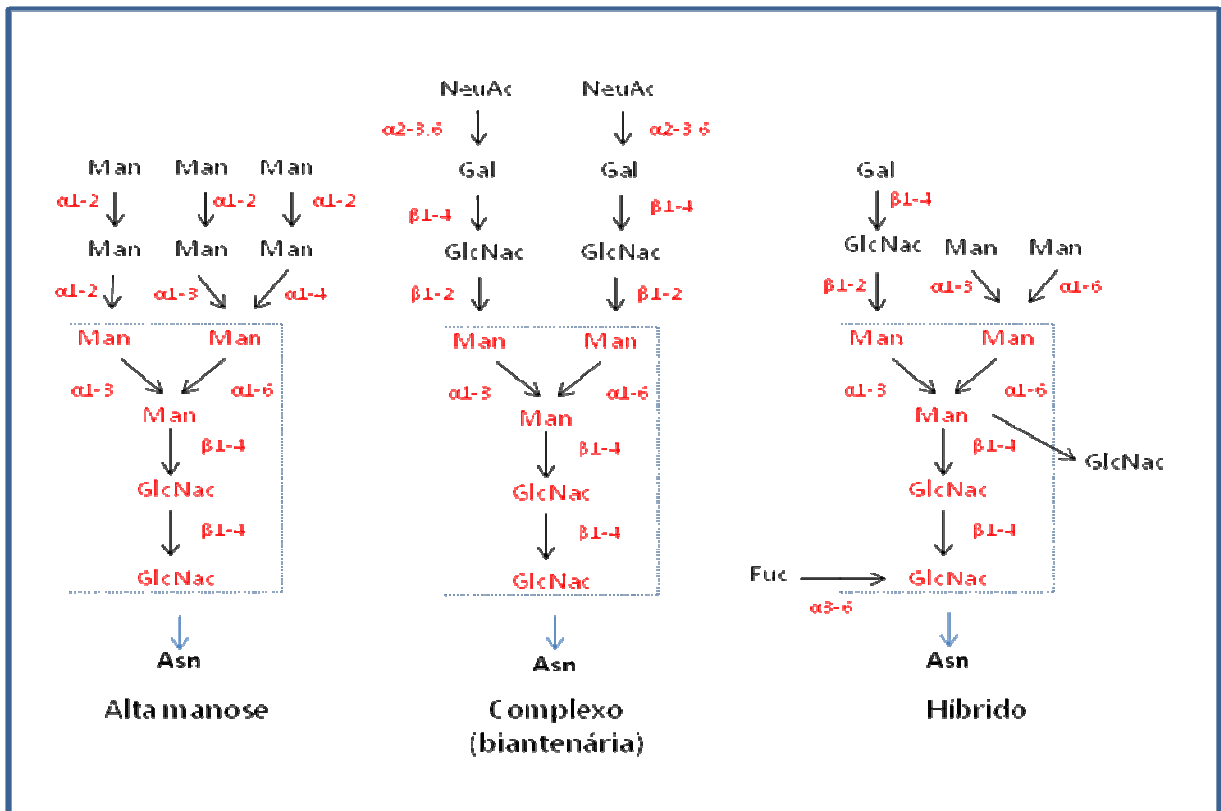 NeuAc NeuAc
α2-3.6 α2-3 6
Man Man Man Gal Gal Gal
α1-2 α1-2 α1-2 β1-4 β1-4 β1-4
Man Man Man GlcNac GlcNac GlcNac Man Man
α1-2 α1-3 α1-4 β1-2 β1-2 β1-2 α1-3 α1-6
Man Man Man Man Man Man
α1-3 α1-6 α1-3 α1-6 α1-3 α1-6
Man Man Man
β1-4 β1-4 β1-4
GlcNac
GlcNac GlcNac GlcNac
β1-4 β1-4 β1-4
GlcNac GlcNac Fuc GlcNac
α3-6
Asn Asn Asn
Alta manose Complexo Híbrido
(biantenária)